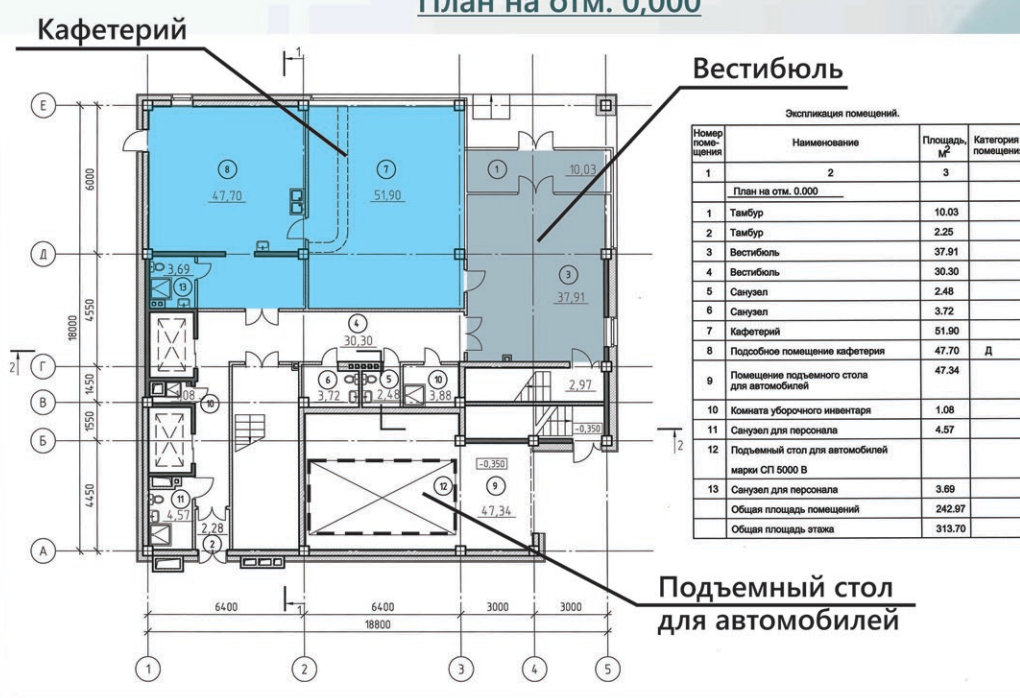 План на отм. 0,000
Кафетерий
Вестибюль
Подъемный стол
для автомобилей
1
Е
Д
Г
В
Б
А
6000
4550
1450
1550
4450
18000
8
47,70
7
51,90
1
10,03
3
37,91
3,69
13
4
30,30
6
3,72
5
2,48
10
3,88
2,97
10
-0,350
-0,350
12
9
47,34
11
4,57
2,28
2
2
2
1
6400
6400
3000
3000
18800
1
2
3
4
5
Экспликация помещений.
Номер поме-щения Наименование Площадь, М2 Категория помещения
1 2 3
План на отм. 0.000
1 Тамбур 10.03
2 Тамбур 2.25
3 Вестибюль 37.91
4 Вестибюль 30.30
5 Санузел 2.48
6 Санузел 3.72
7 Кафетерий 51.90
8 Подсобное помещение кафетерия 47.70 Д
9 Помещение подъемного стола для автомобилей 47.34
10 Комната уборочного инвентаря 1.08
11 Санузел для персонала 4.57
12 Подъемный стол для автомобилей
марки СП 5000 В
13 Санузел для персонала 3.69
Общая площадь помещений 242.97
Общая площадь этажа 313.70